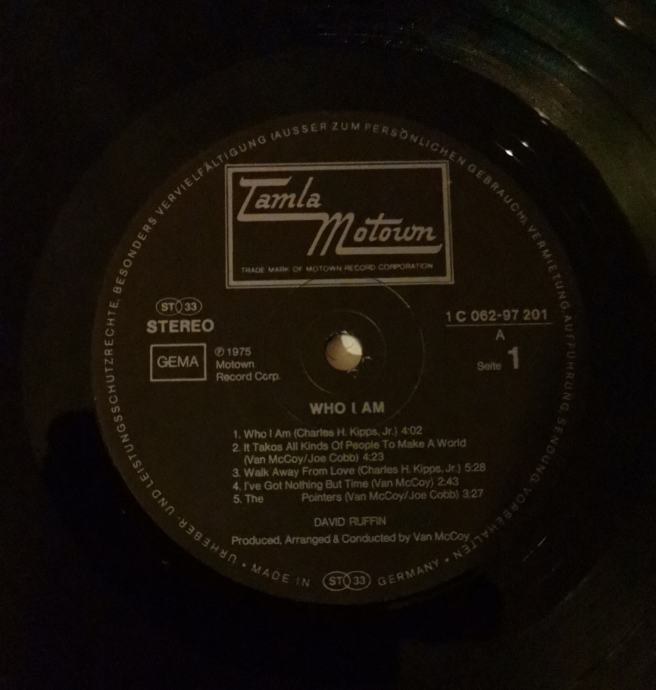 URHEBER- UND LEISTUNGSSCHUTZRECHTE, BESONDERS VERVIELFÄLTIGUNG (AUSSER ZUM PERSÖNLICHEN GEBRAUCH), VERMIETUNG, AUFFÜHRUNG, SENDUNG VORBEHALTEN •
Tamla
Motown
TRADE MARK OF MOTOWN RECORD CORPORATION
ST 33
STEREO
GEMA
℗ 1975
Motown
Record Corp.
1 C 062-97 201
A
Seite 1
WHO I AM
1. Who I Am (Charles H. Kipps, Jr.) 4:02
2. It Takos All Kinds Of People To Make A World
(Van McCoy/Joe Cobb) 4:23
3. Walk Away From Love (Charles H. Kipps, Jr.) 5:28
4. I've Got Nothing But Time (Van McCoy) 2:43
5. The Pointers (Van McCoy/Joe Cobb) 3:27
DAVID RUFFIN
Produced, Arranged & Conducted by Van McCoy
• MADE IN ST 33 GERMANY •